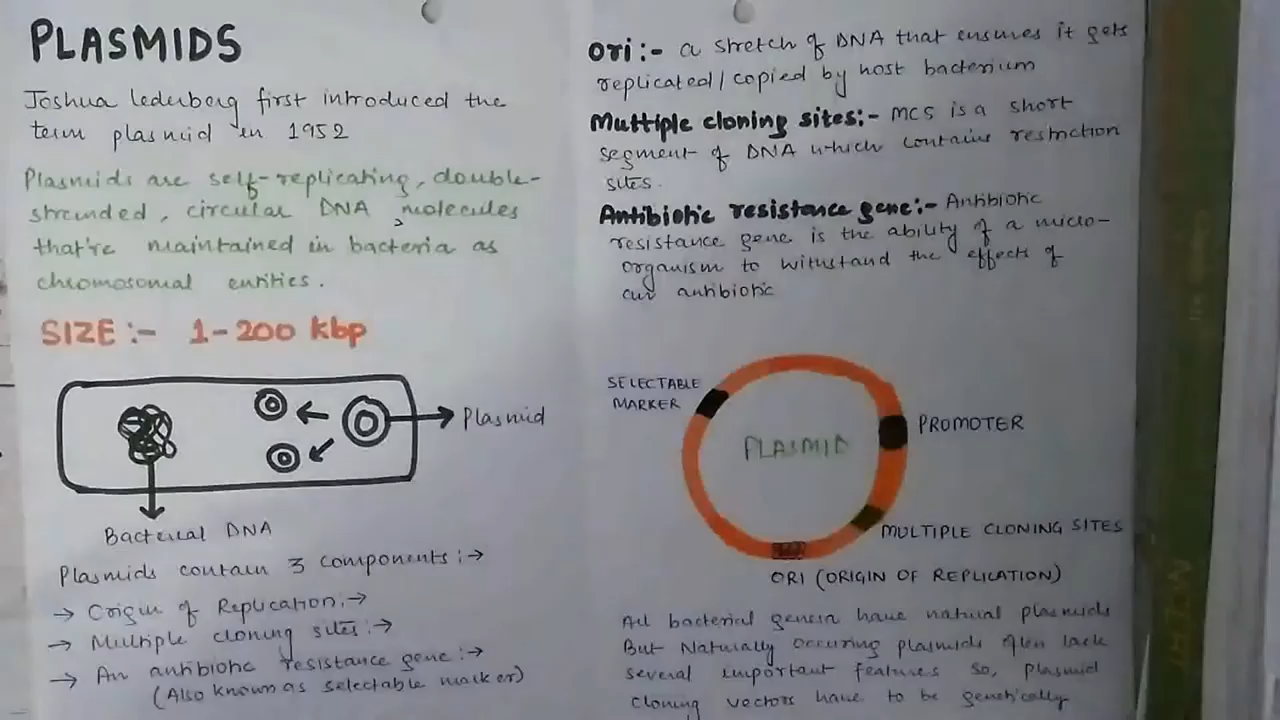 PLASMIDS
Joshua lederberg first introduced the
term plasmid in 1952
Plasmids are self-replicating, double-
stranded, circular DNA, molecules
that're maintained in bacteria as
chromosomal entities.
SIZE :- 1-200 kbp
Plasmid
Bacterial DNA
Plasmids contain 3 components :→
→ Origin of Replication :→
→ Multiple cloning sites :→
→ An antibiotic resistance gene :→
(Also known as selectable marker)
Ori :- a stretch of DNA that ensures it gets
replicated/copied by host bacterium
Multiple cloning sites:- MCS is a short
segment of DNA which contains restriction
sites.
Antibiotic resistance gene:- Antibiotic
resistance gene is the ability of a micro-
organism to withstand the effects of
an antibiotic
SELECTABLE
MARKER
PLASMID
PROMOTER
MULTIPLE CLONING SITES
ORI (ORIGIN OF REPLICATION)
All bacterial genera have natural plasmids
But Naturally occuring plasmids often lack
several important features so, plasmid
cloning vectors have to be genetically